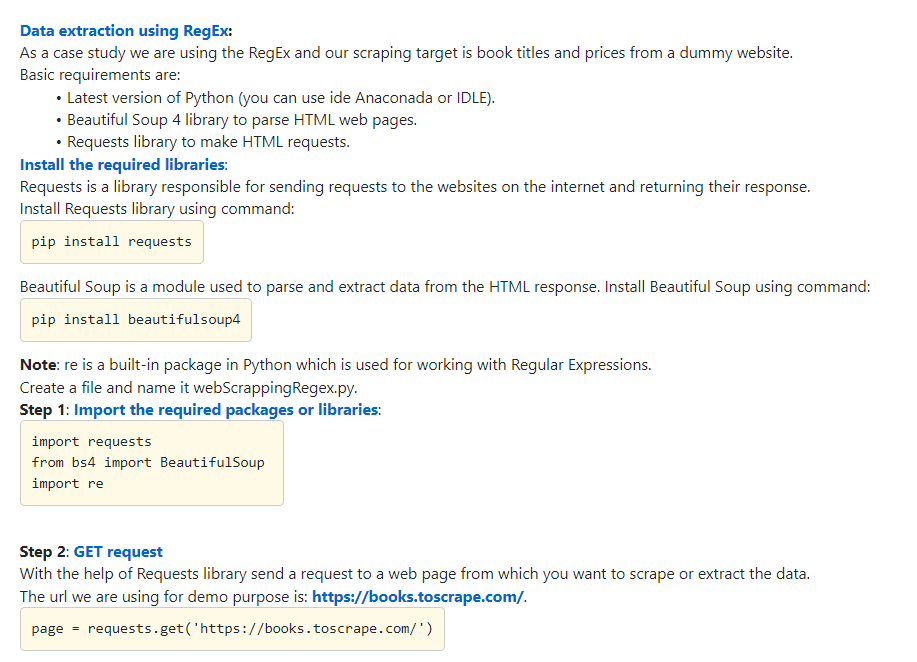 Data extraction using RegEx:
As a case study we are using the RegEx and our scraping target is book titles and prices from a dummy website.
Basic requirements are:
• Latest version of Python (you can use ide Anaconada or IDLE).
• Beautiful Soup 4 library to parse HTML web pages.
• Requests library to make HTML requests.
Install the required libraries:
Requests is a library responsible for sending requests to the websites on the internet and returning their response.
Install Requests library using command:
pip install requests
Beautiful Soup is a module used to parse and extract data from the HTML response. Install Beautiful Soup using command:
pip install beautifulsoup4
Note: re is a built-in package in Python which is used for working with Regular Expressions.
Create a file and name it webScrappingRegex.py.
Step 1: Import the required packages or libraries:
import requests
from bs4 import BeautifulSoup
import re
Step 2: GET request
With the help of Requests library send a request to a web page from which you want to scrape or extract the data.
The url we are using for demo purpose is: https://books.toscrape.com/.
page = requests.get('https://books.toscrape.com/')